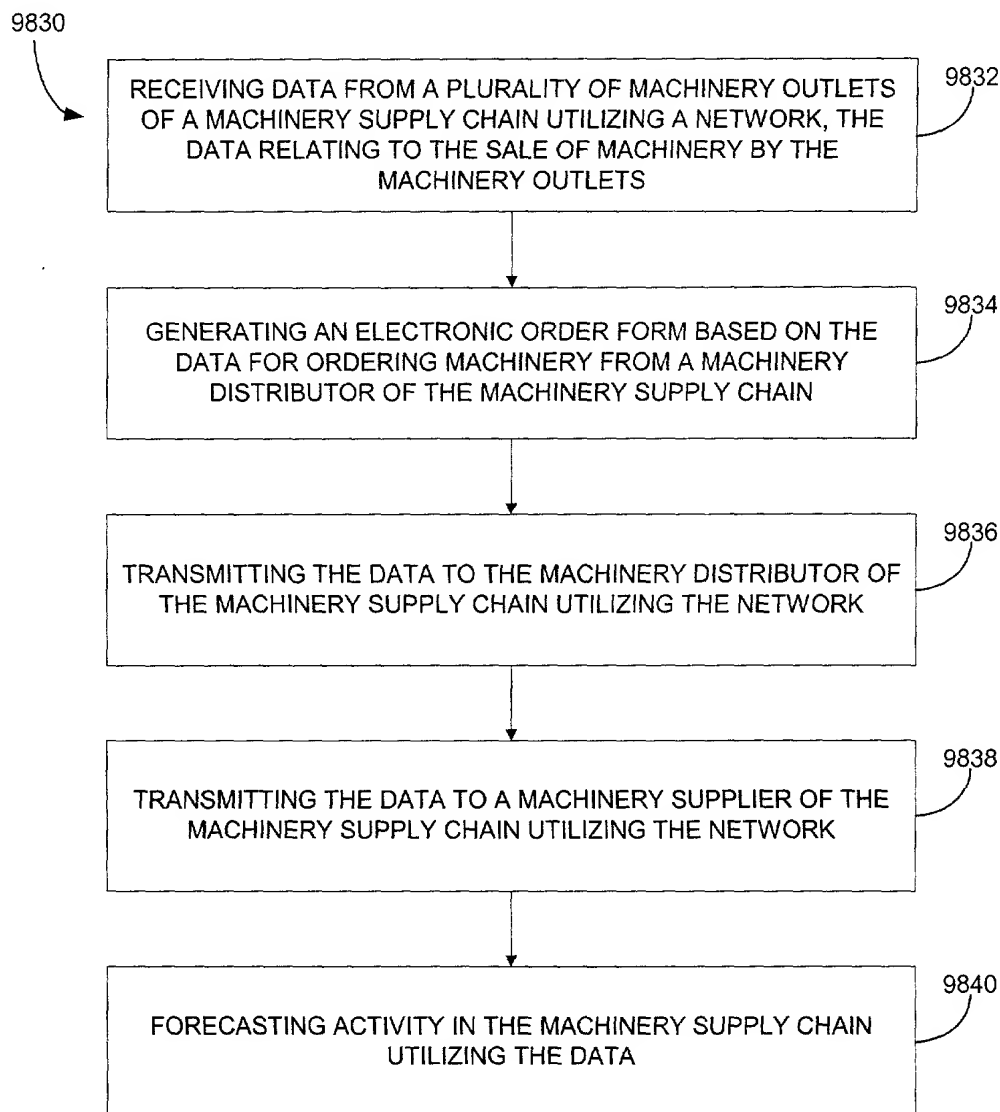 9830
RECEIVING DATA FROM A PLURALITY OF MACHINERY OUTLETS
OF A MACHINERY SUPPLY CHAIN UTILIZING A NETWORK, THE
DATA RELATING TO THE SALE OF MACHINERY BY THE
MACHINERY OUTLETS
9832
GENERATING AN ELECTRONIC ORDER FORM BASED ON THE
DATA FOR ORDERING MACHINERY FROM A MACHINERY
DISTRIBUTOR OF THE MACHINERY SUPPLY CHAIN
9834
TRANSMITTING THE DATA TO THE MACHINERY DISTRIBUTOR OF
THE MACHINERY SUPPLY CHAIN UTILIZING THE NETWORK
9836
TRANSMITTING THE DATA TO A MACHINERY SUPPLIER OF THE
MACHINERY SUPPLY CHAIN UTILIZING THE NETWORK
9838
FORECASTING ACTIVITY IN THE MACHINERY SUPPLY CHAIN
UTILIZING THE DATA
9840